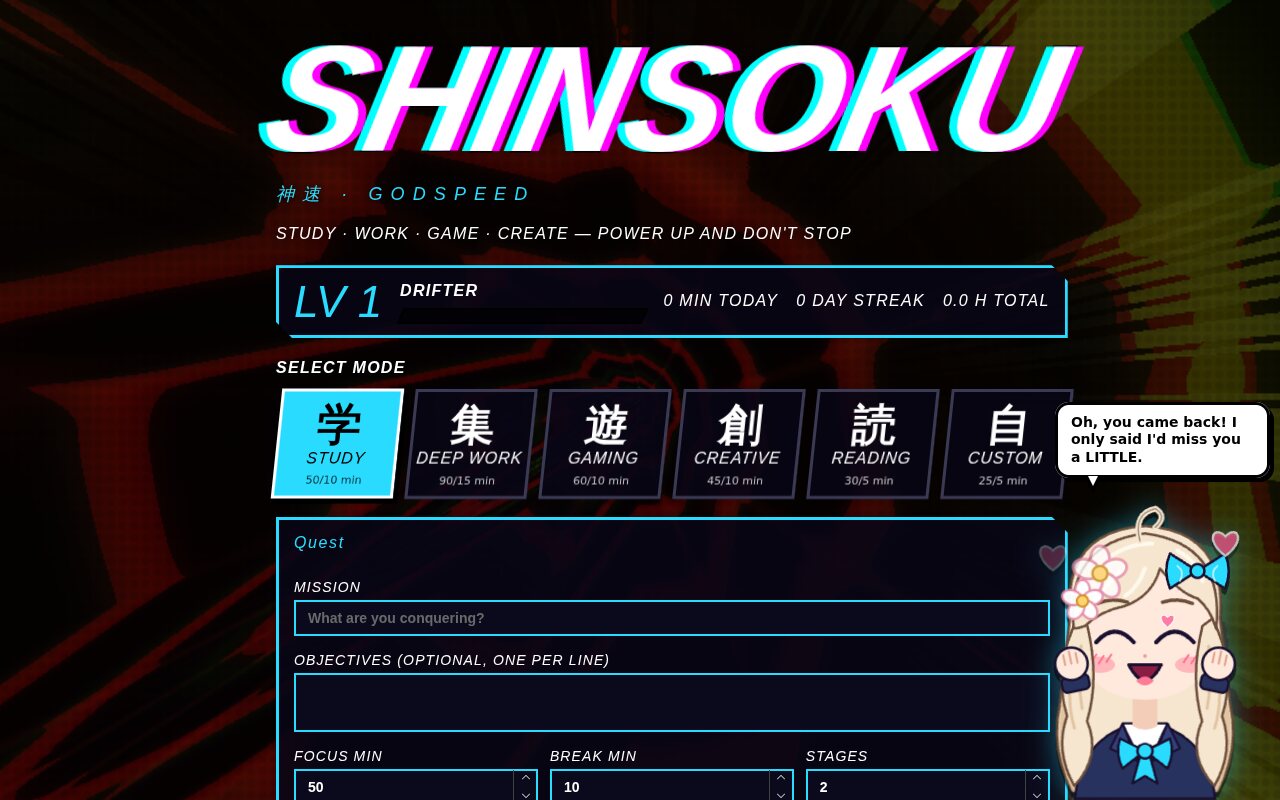 SHINSOKU
神速 · GODSPEED
STUDY · WORK · GAME · CREATE — POWER UP AND DON'T STOP
LV 1
DRIFTER
0 MIN TODAY 0 DAY STREAK 0.0 H TOTAL
SELECT MODE
学
STUDY
50/10 min
集
DEEP WORK
90/15 min
遊
GAMING
60/10 min
創
CREATIVE
45/10 min
読
READING
30/5 min
自
CUSTOM
25/5 min
Oh, you came back! I
only said I'd miss you
a LITTLE.
Quest
MISSION
What are you conquering?
OBJECTIVES (OPTIONAL, ONE PER LINE)
FOCUS MIN
50
BREAK MIN
10
STAGES
2